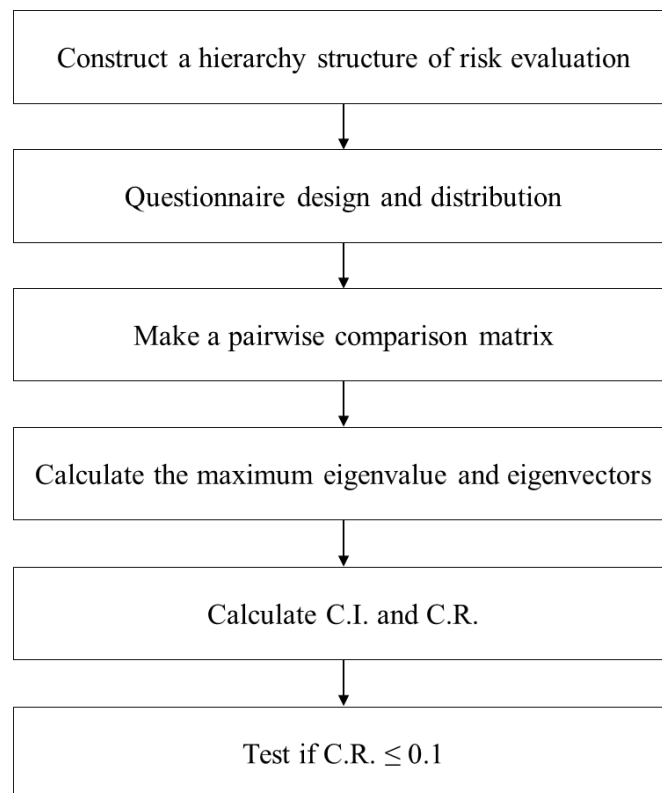 Construct a hierarchy structure of risk evaluation
Questionnaire design and distribution
Make a pairwise comparison matrix
Calculate the maximum eigenvalue and eigenvectors
Calculate C.I. and C.R.
Test if C.R. ≤ 0.1